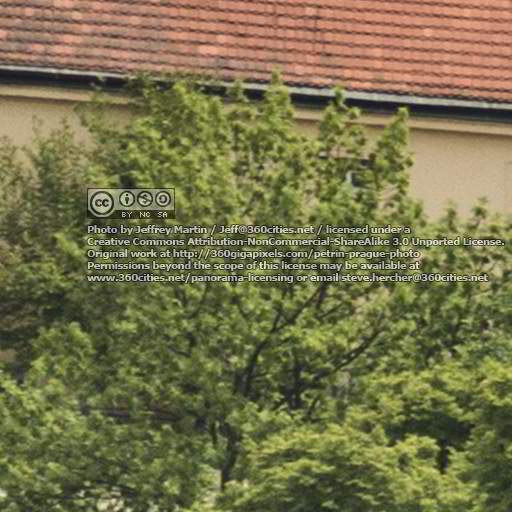 cc BY NC SA
Photo by Jeffrey Martin / Jeff@360cities.net / licensed under a
Creative Commons Attribution-NonCommercial-ShareAlike 3.0 Unported License.
Original work at http://360gigapixels.com/petrin-prague-photo
Permissions beyond the scope of this license may be available at
www.360cities.net/panorama-licensing or email steve.hercher@360cities.net